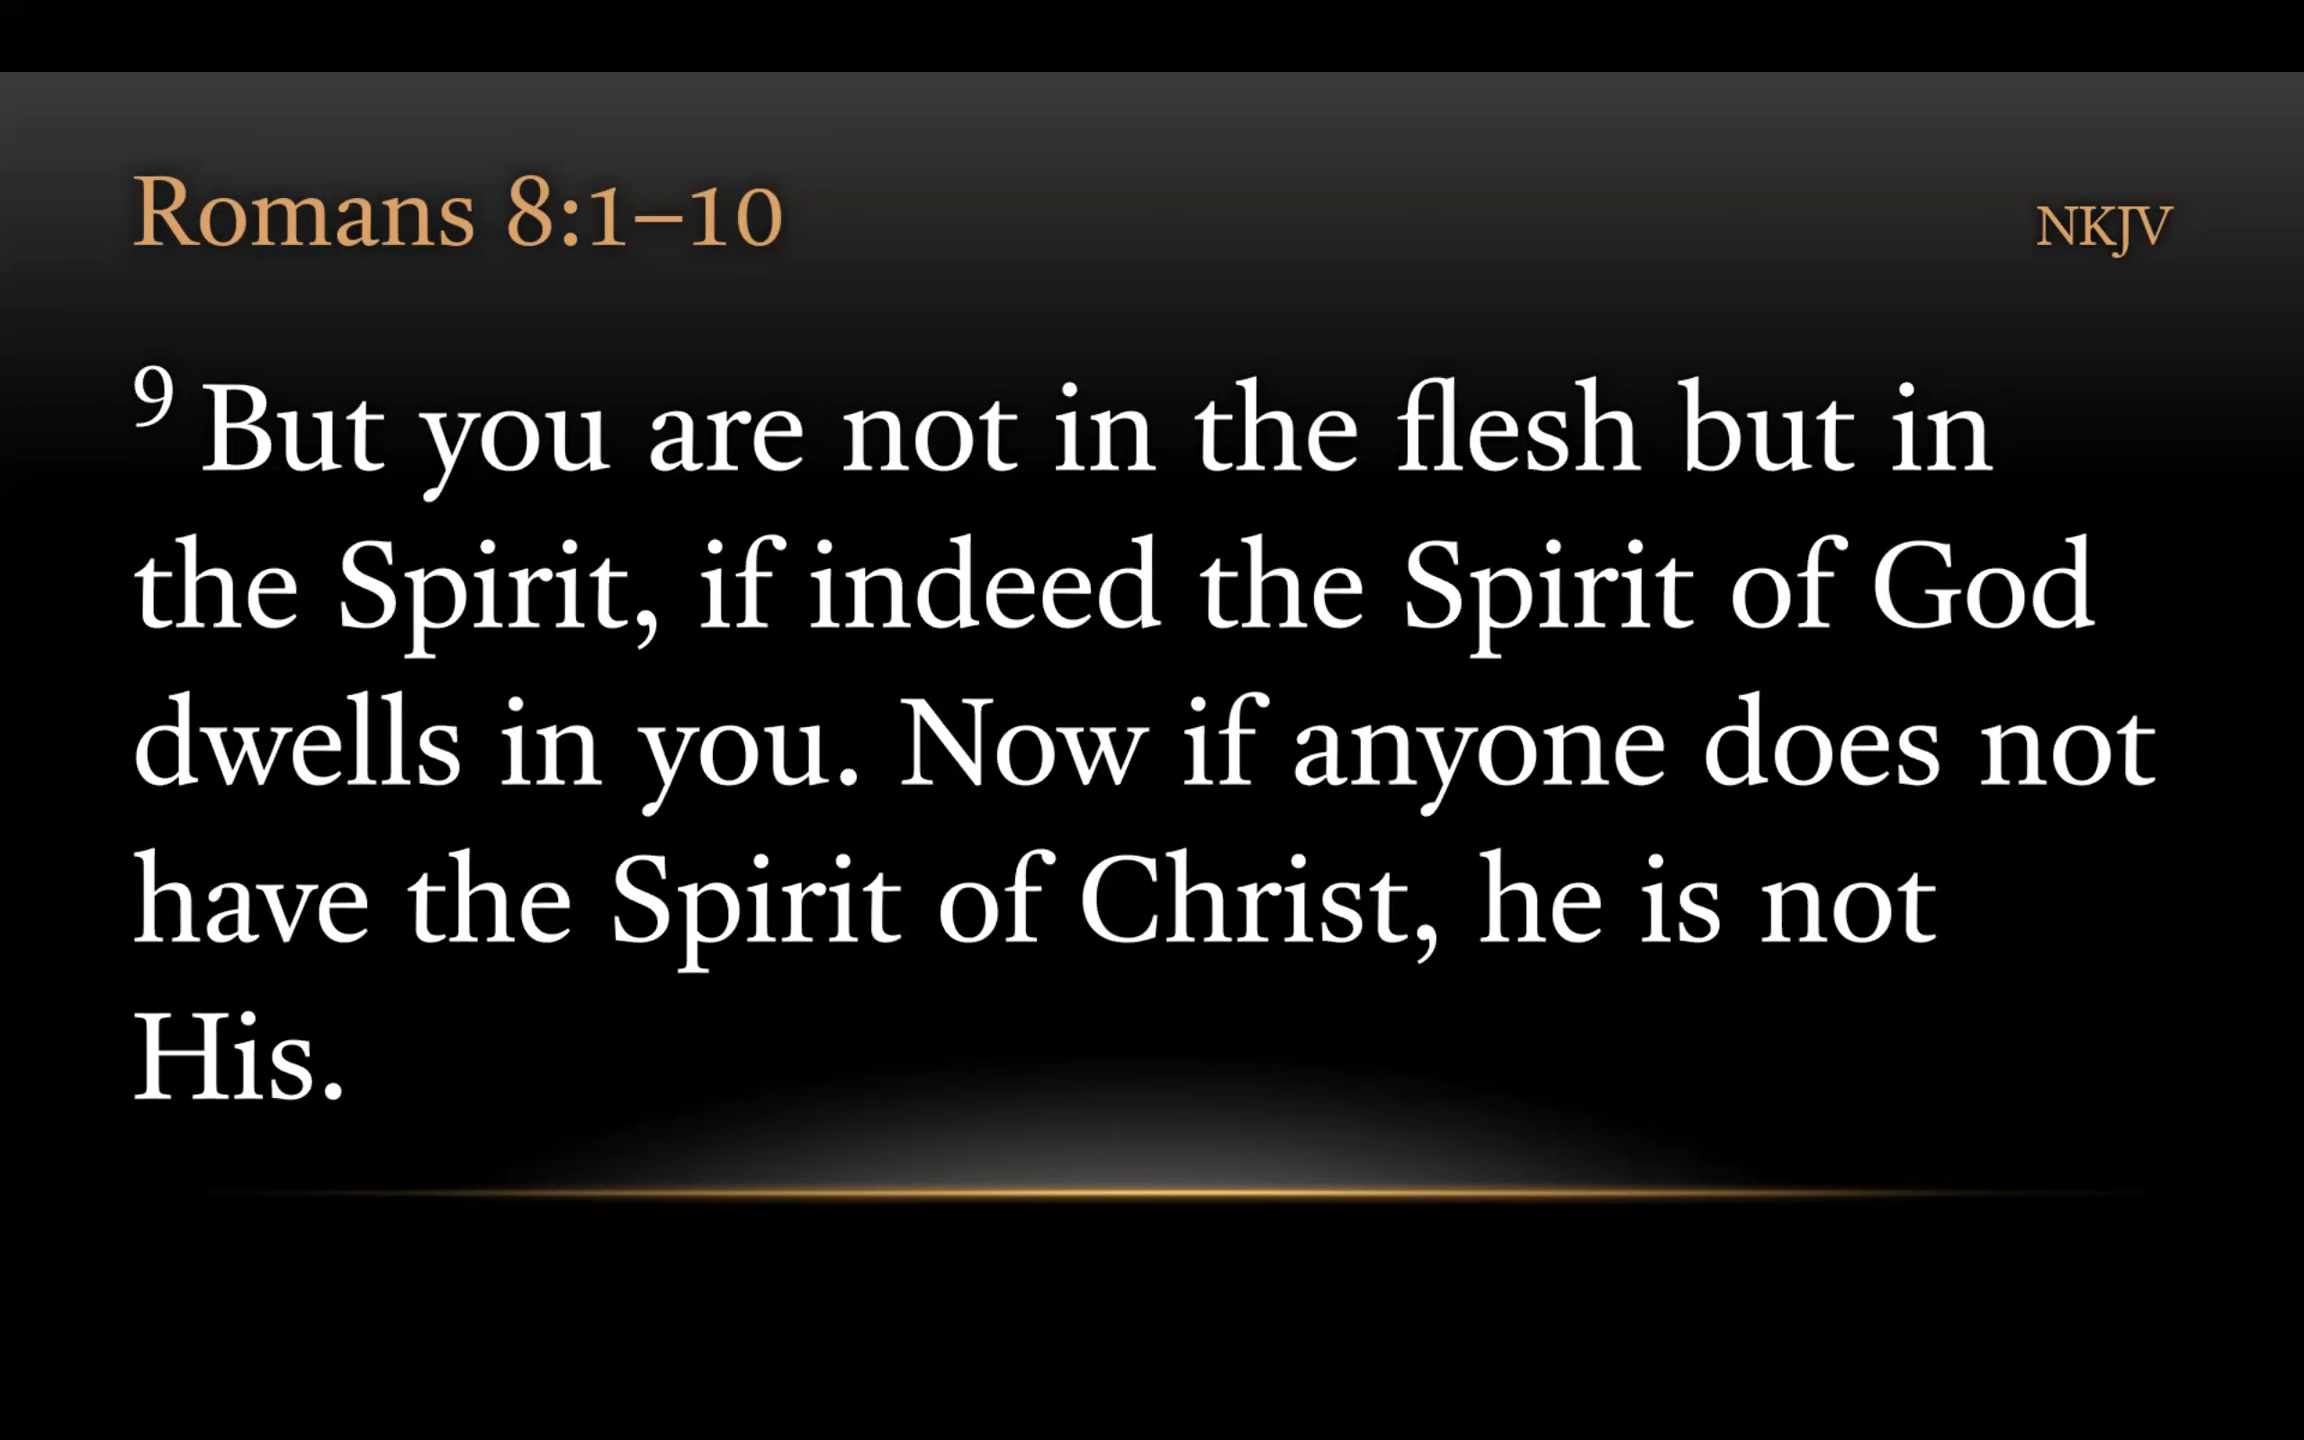 Romans 8:1–10
NKJV
9 But you are not in the flesh but in
the Spirit, if indeed the Spirit of God
dwells in you. Now if anyone does not
have the Spirit of Christ, he is not
His.